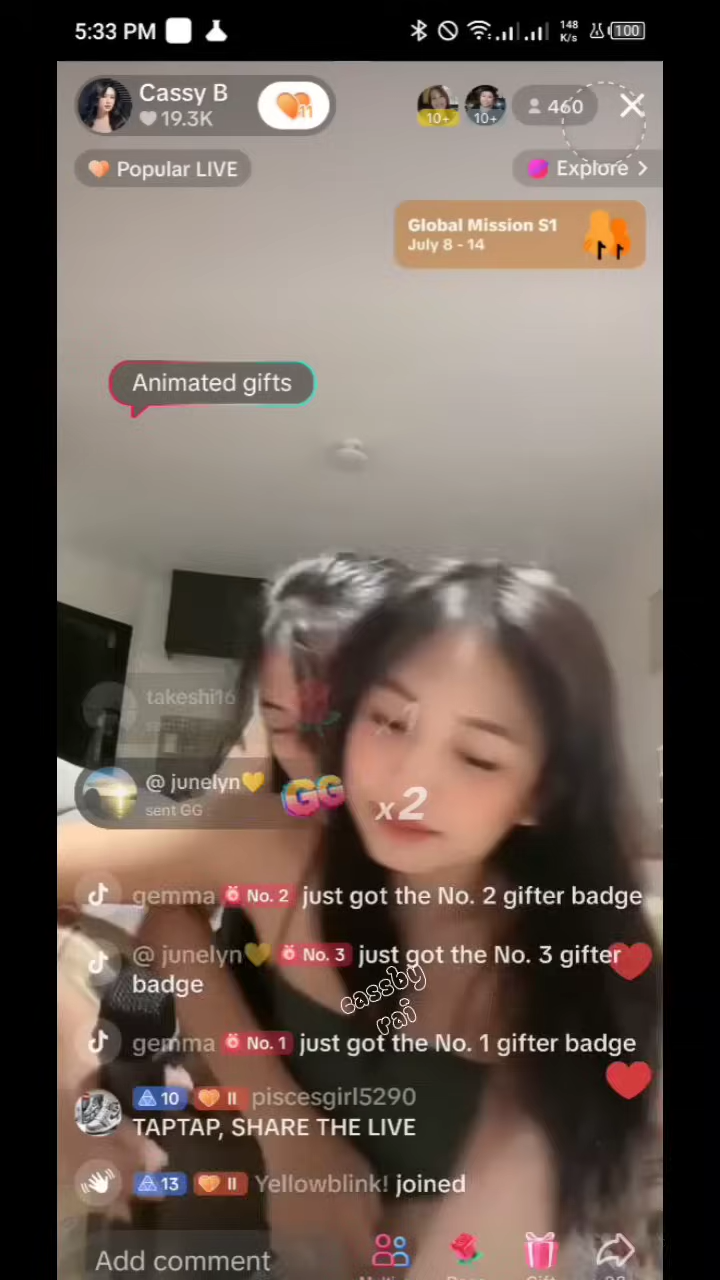 5:33 PM
148
K/s
100
Cassy B
19.3K
11
10+
10+
460
Popular LIVE
Explore
Global Mission S1
July 8 - 14
Animated gifts
takeshi16
x1
@ junelyn💛
sent GG
GG
x2
gemma No. 2 just got the No. 2 gifter badge
@ junelyn💛 No. 3 just got the No. 3 gifter
badge
cassby
rai
gemma No. 1 just got the No. 1 gifter badge
10 II piscesgirl5290
TAPTAP, SHARE THE LIVE
13 II Yellowblink! joined
Add comment